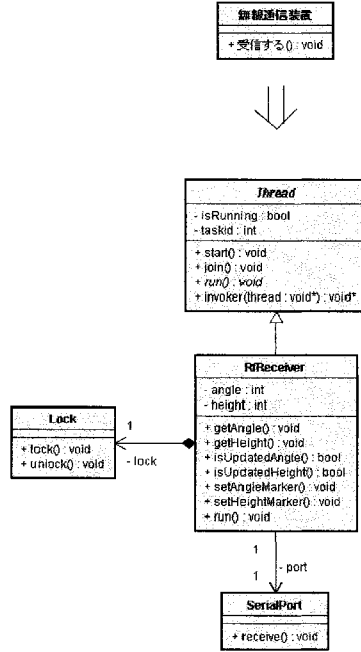 無線通信装置
+ 受信する() : void
Thread
- isRunning : bool
- taskid : int
+ start() : void
+ join() : void
+ run() : void
+ invoker(thread : void*) : void*
RfReceiver
- angle : int
- height : int
+ getAngle() : void
+ getHeight() : void
+ isUpdatedAngle() : bool
+ isUpdatedHeight() : bool
+ setAngleMarker() : void
+ setHeightMarker() : void
+ run() : void
Lock
+ lock() : void
+ unlock() : void
1
- lock
1
- port
1
SerialPort
+ receive() : void